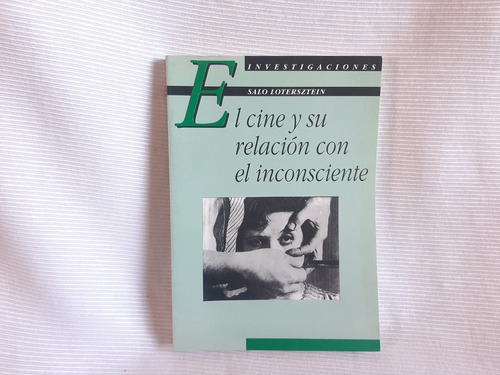 INVESTIGACIONES
SALO LOTERSZTEIN
El cine y su
relación con
el inconsciente